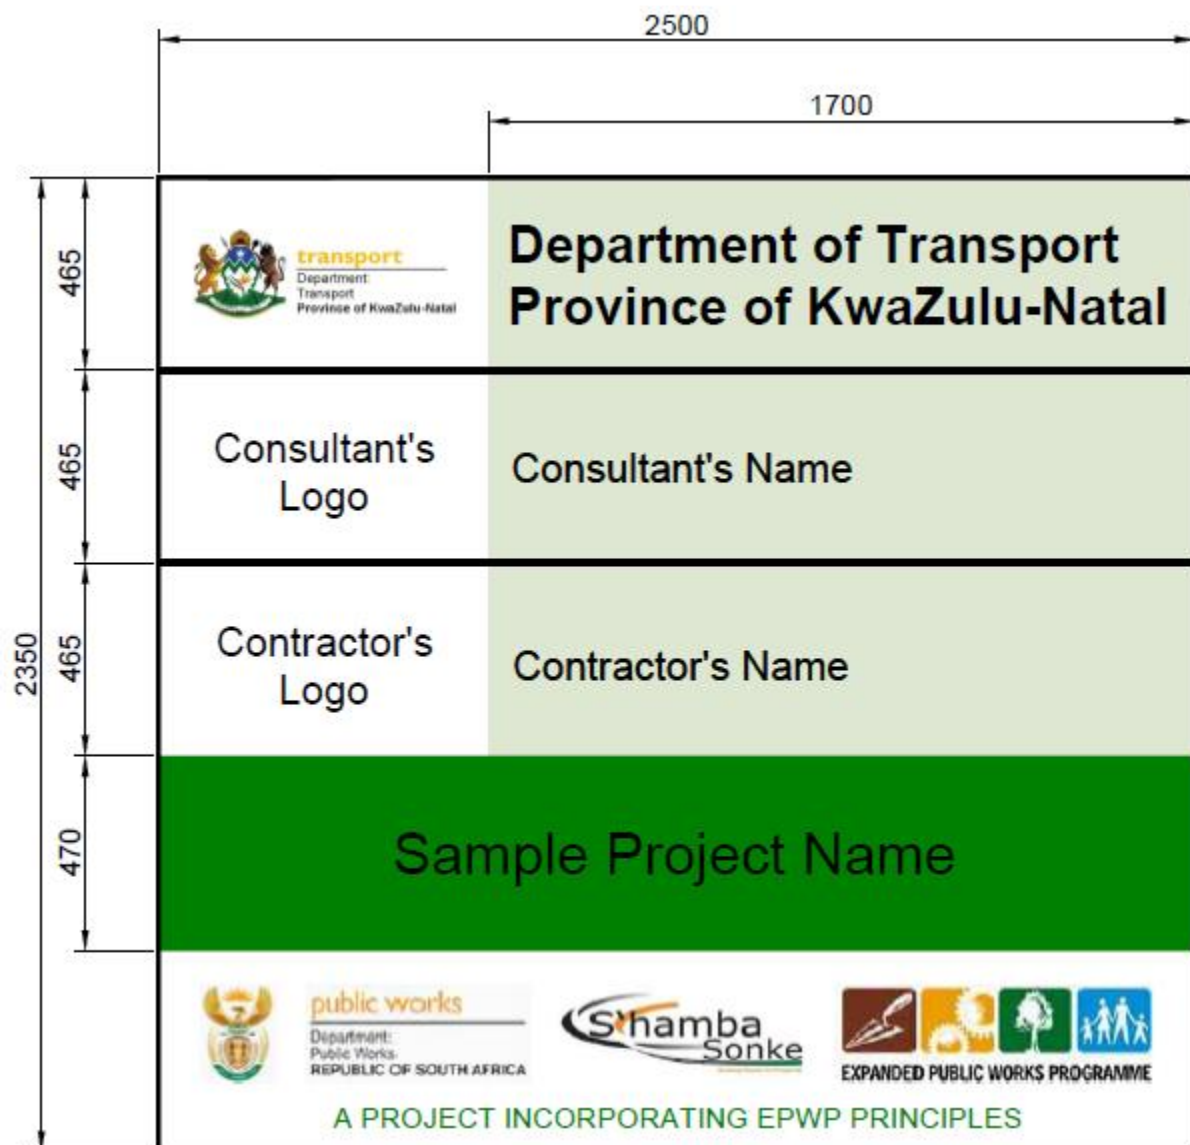 2500
1700
465
transport
Department:
Transport
Province of KwaZulu-Natal
Department of Transport
Province of KwaZulu-Natal
465
Consultant's
Logo
Consultant's Name
2350
465
Contractor's
Logo
Contractor's Name
470
Sample Project Name
public works
Department:
Public Works
REPUBLIC OF SOUTH AFRICA
S'hamba
Sonke
EXPANDED PUBLIC WORKS PROGRAMME
A PROJECT INCORPORATING EPWP PRINCIPLES